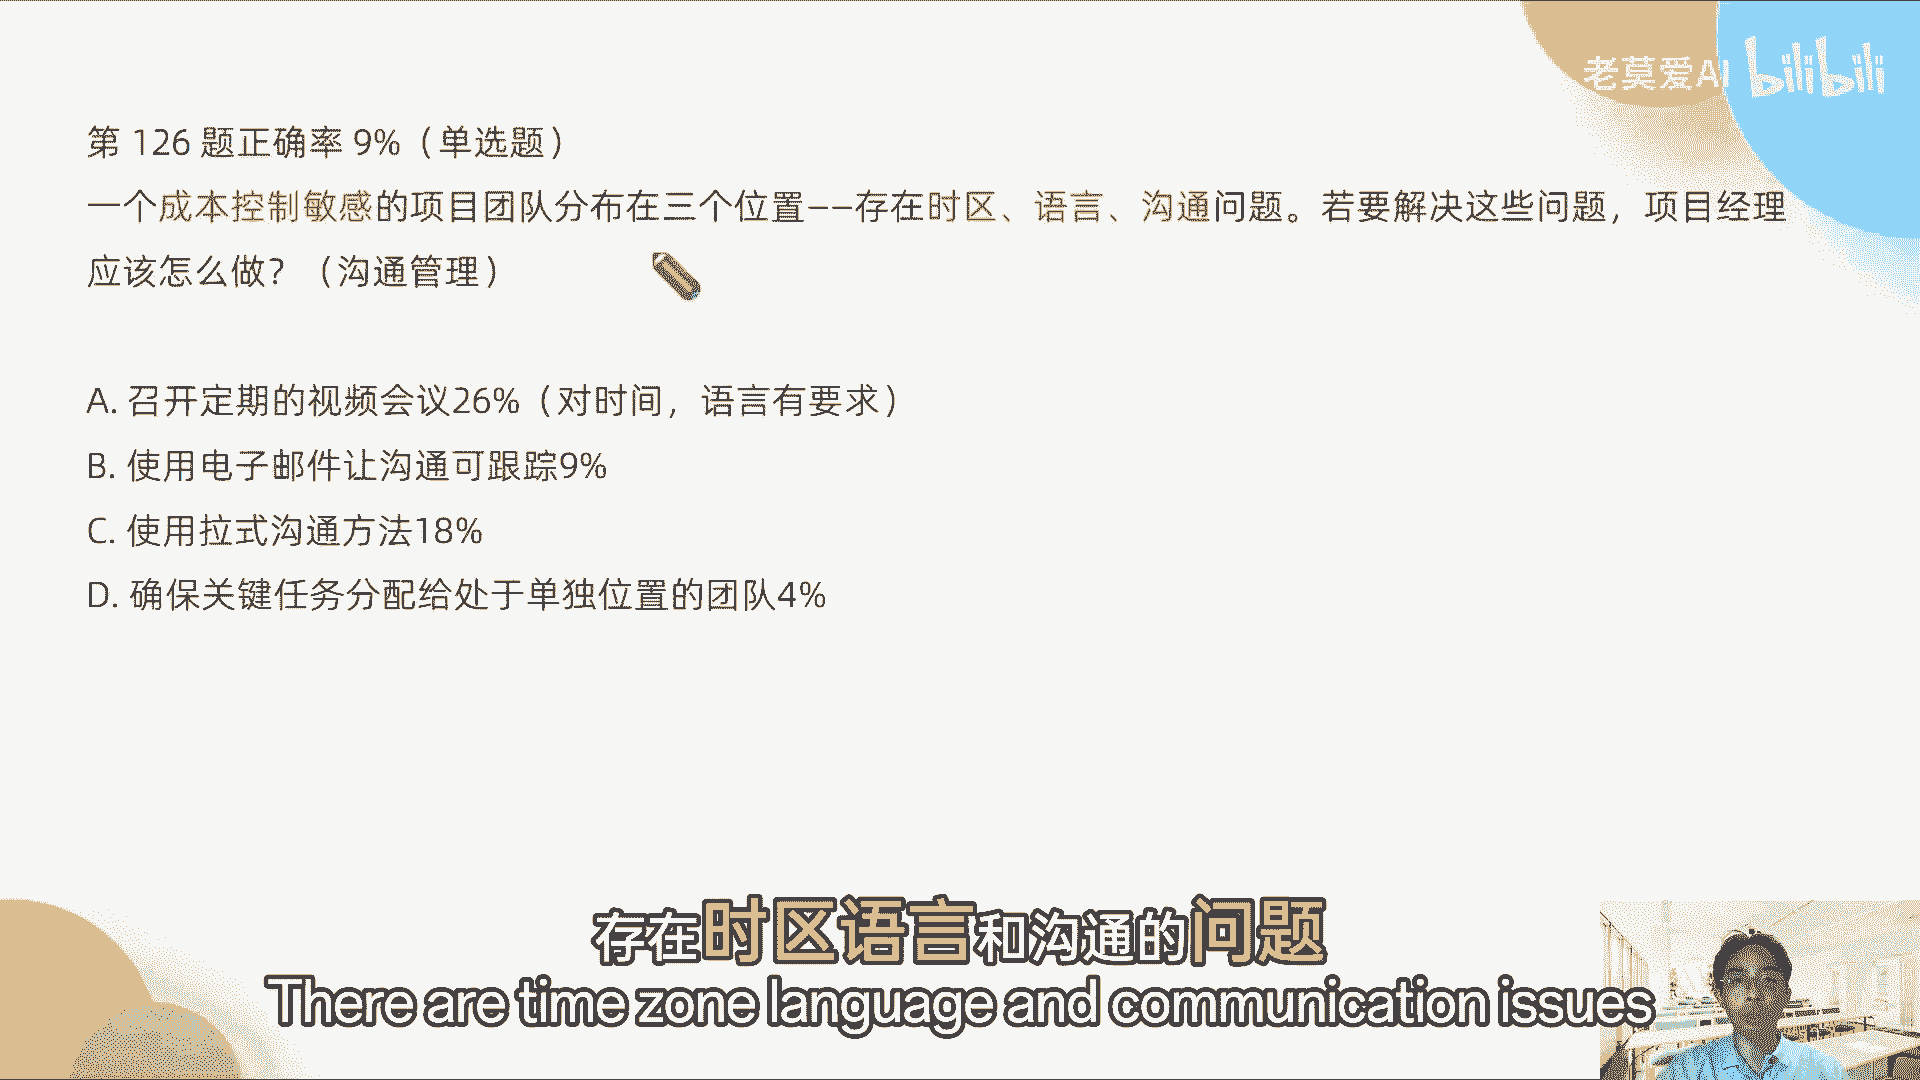 老莫爱AI bilibili
第 126 题正确率 9%（单选题）
一个成本控制敏感的项目团队分布在三个位置——存在时区、语言、沟通问题。若要解决这些问题，项目经理
应该怎么做？（沟通管理）
A. 召开定期的视频会议26%（对时间，语言有要求）
B. 使用电子邮件让沟通可跟踪9%
C. 使用拉式沟通方法18%
D. 确保关键任务分配给处于单独位置的团队4%
存在时区语言和沟通的问题
There are time zone language and communication issues